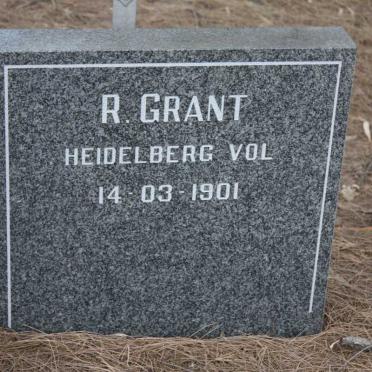 R. GRANT
HEIDELBERG VOL
14-03-1901